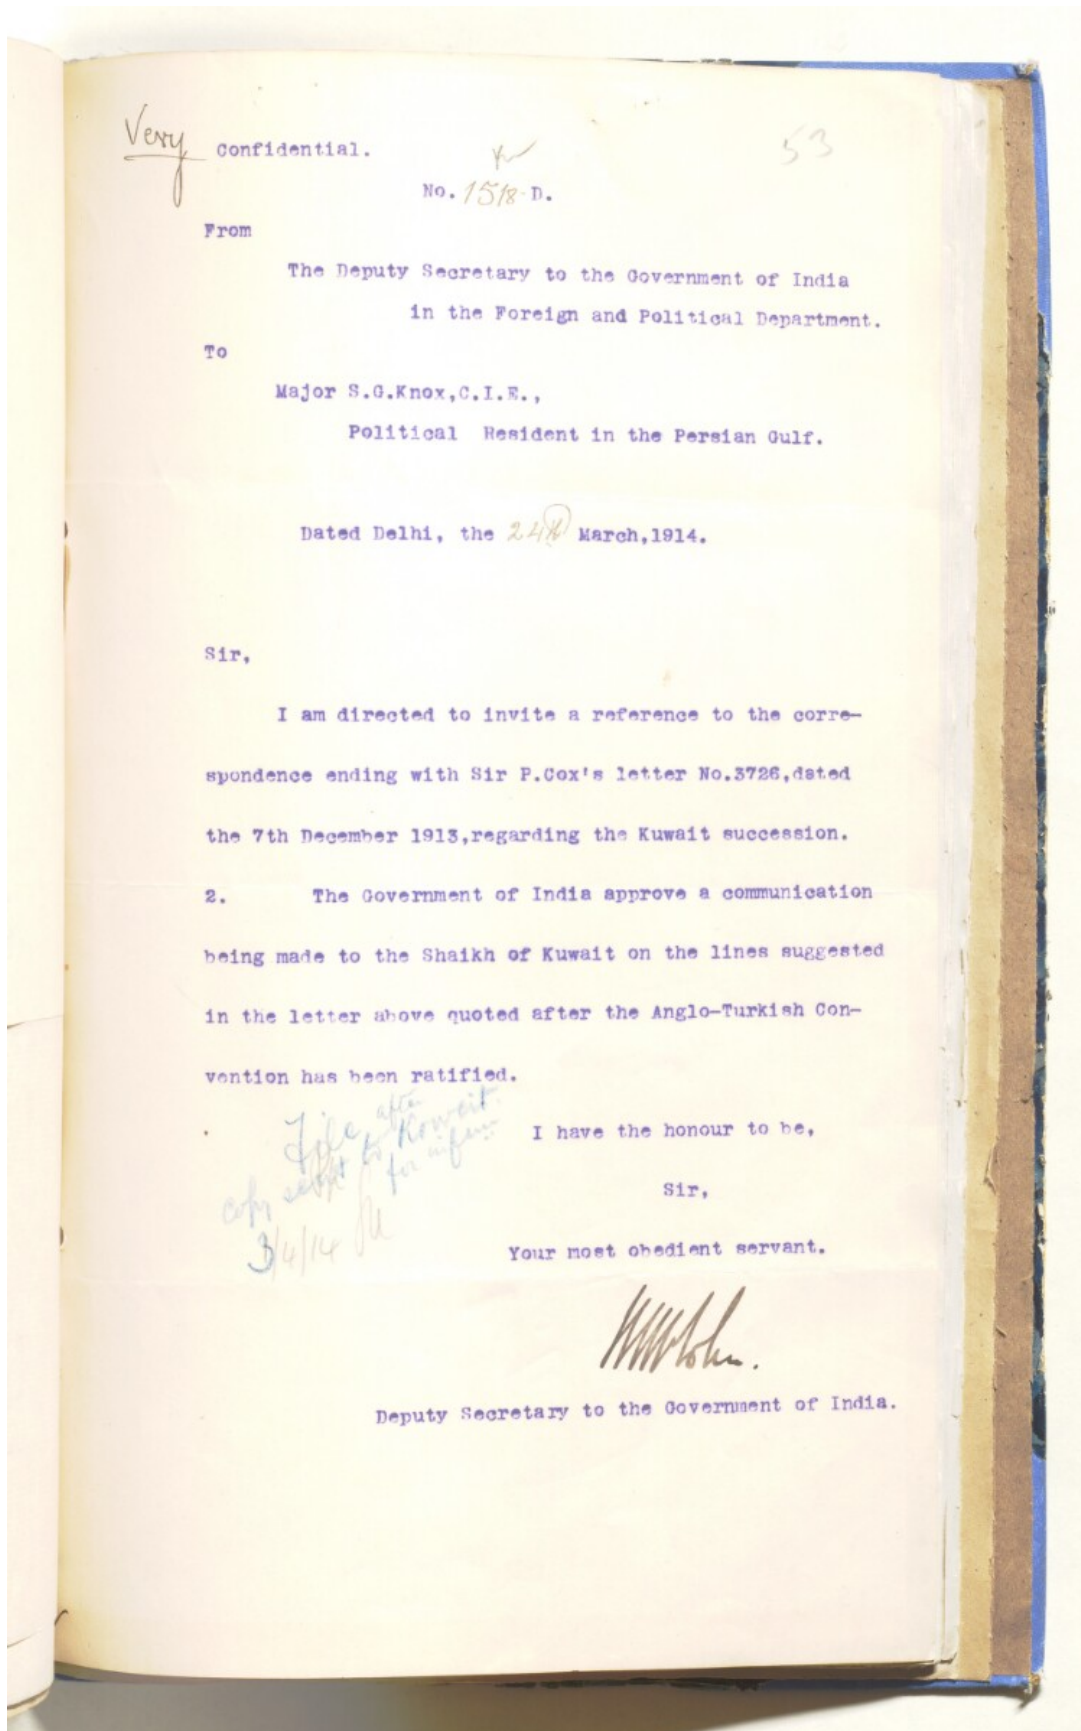 Very Confidential.
53
No. 1518-D.
From
The Deputy Secretary to the Government of India
in the Foreign and Political Department.
To
Major S.G.Knox,C.I.E.,
Political Resident in the Persian Gulf.
Dated Delhi, the 24th March,1914.
Sir,
I am directed to invite a reference to the corre-
spondence ending with Sir P.Cox's letter No.3726,dated
the 7th December 1913,regarding the Kuwait succession.
2. The Government of India approve a communication
being made to the Shaikh of Kuwait on the lines suggested
in the letter above quoted after the Anglo-Turkish Con-
vention has been ratified.
File after
copy sent to Koweit
for infmn
3/4/14
I have the honour to be,
Sir,
Your most obedient servant.
Deputy Secretary to the Government of India.